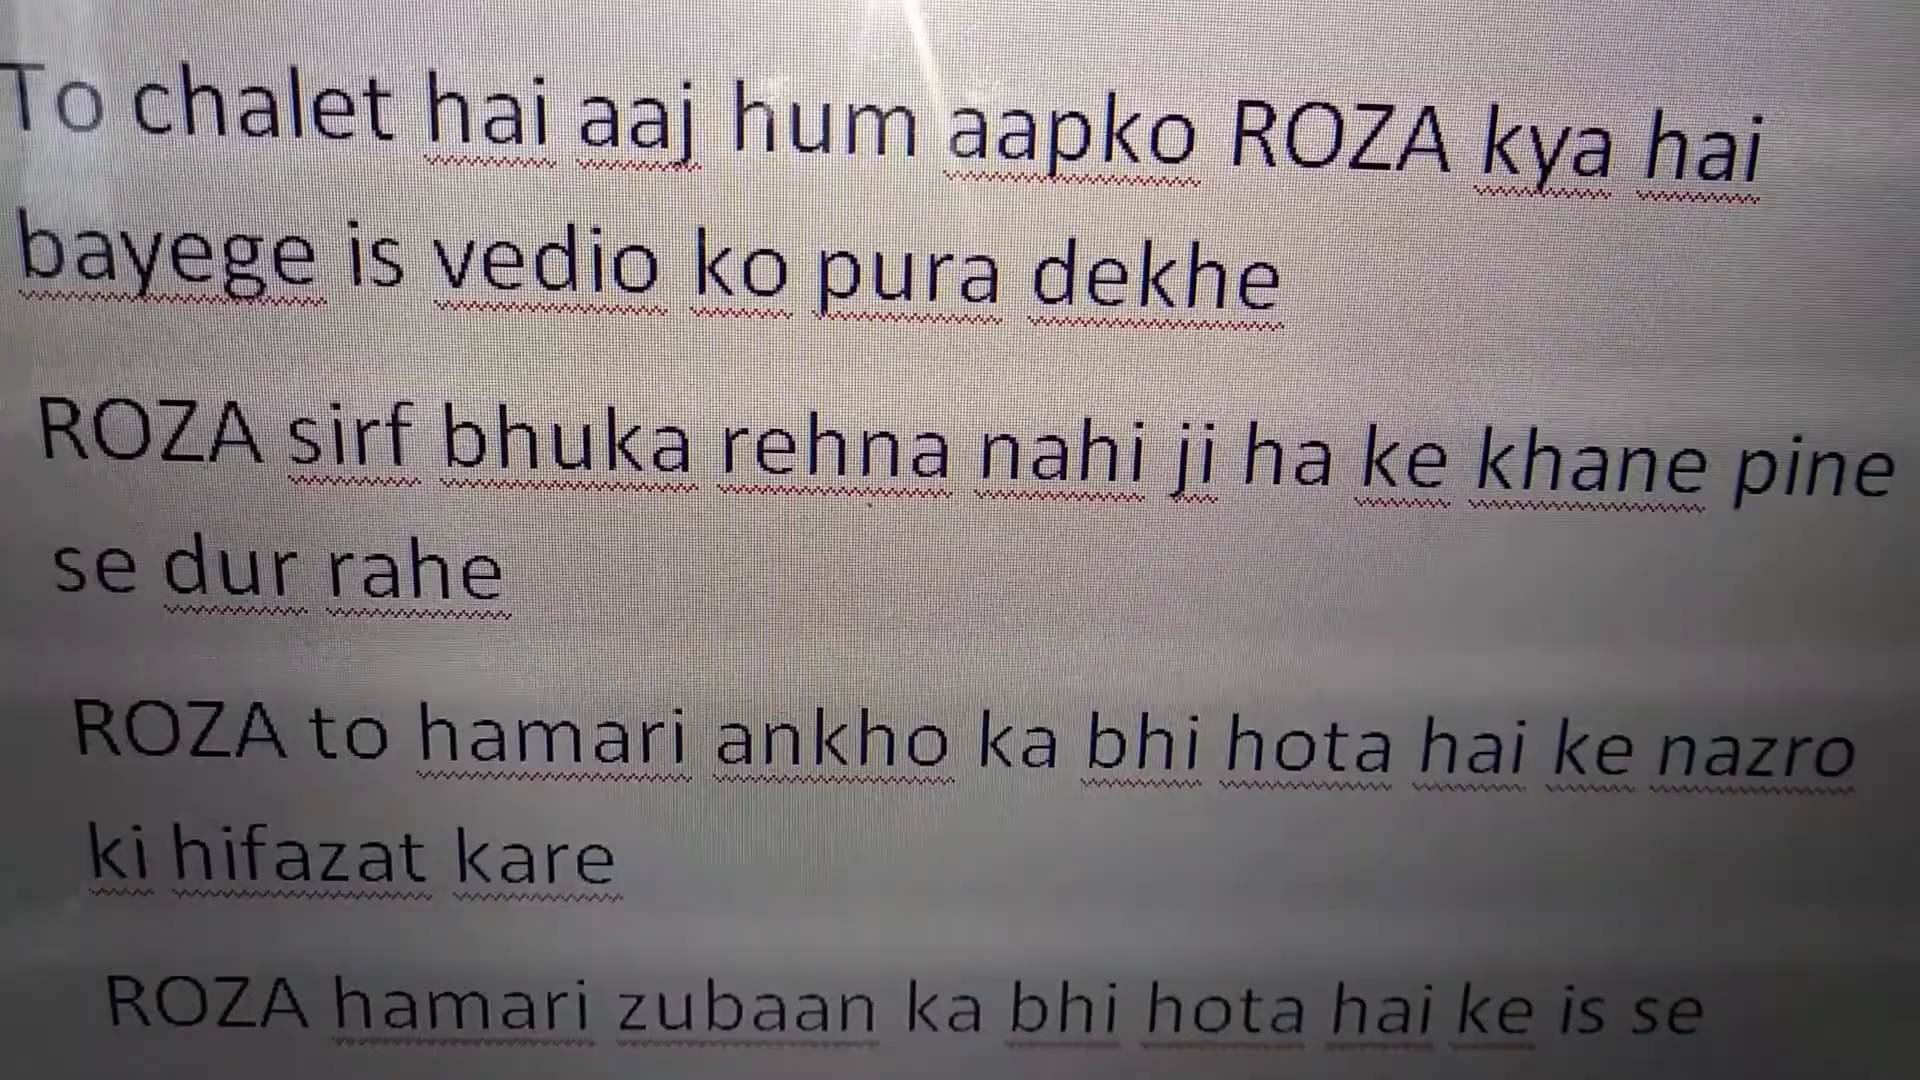 To chalet hai aaj hum aapko ROZA kya hai
bayege is vedio ko pura dekhe
ROZA sirf bhuka rehna nahi ji ha ke khane pine
se dur rahe
ROZA to hamari ankho ka bhi hota hai ke nazro
ki hifazat kare
ROZA hamari zubaan ka bhi hota hai ke is se